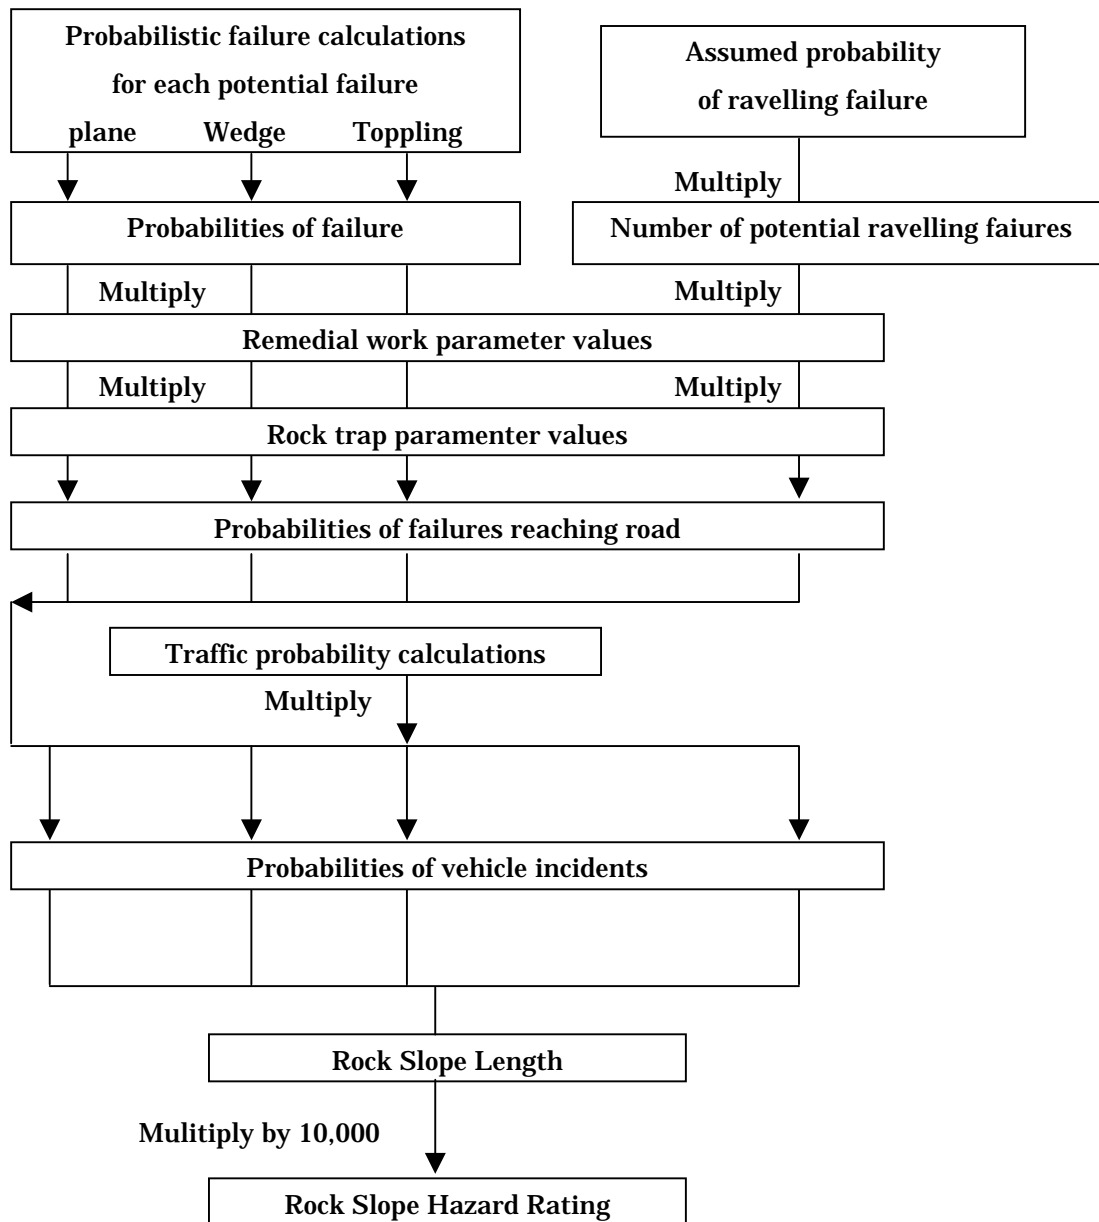 Probabilistic failure calculations
for each potential failure
plane Wedge Toppling
Assumed probability
of ravelling failure
Multiply
Probabilities of failure
Number of potential ravelling faiures
Multiply
Multiply
Remedial work parameter values
Multiply
Multiply
Rock trap paramenter values
Probabilities of failures reaching road
Traffic probability calculations
Multiply
Probabilities of vehicle incidents
Rock Slope Length
Mulitiply by 10,000
Rock Slope Hazard Rating